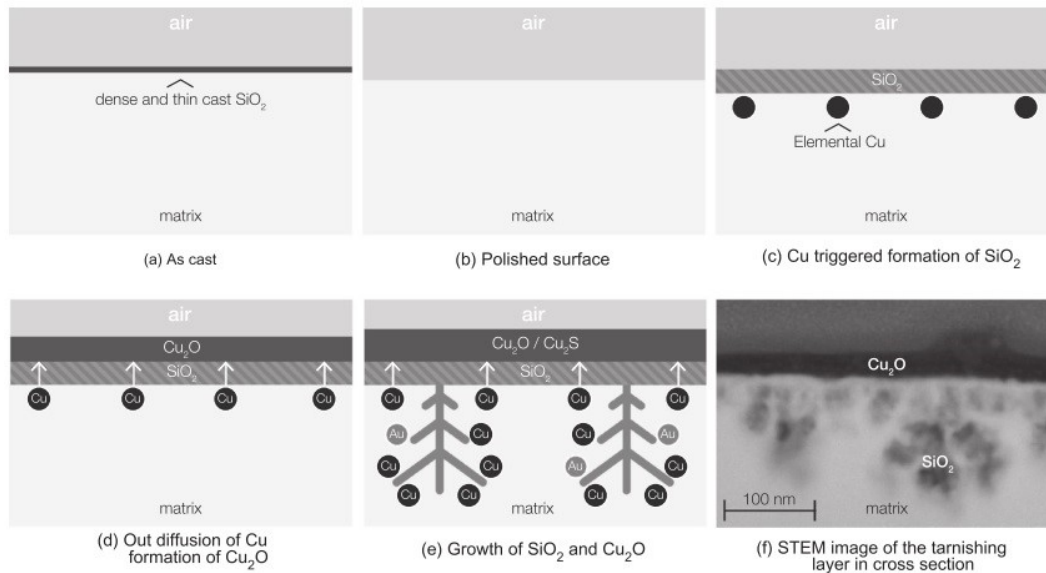 air
dense and thin cast SiO₂
matrix
(a) As cast
air
matrix
(b) Polished surface
air
SiO₂
Elemental Cu
matrix
(c) Cu triggered formation of SiO₂
air
Cu₂O
SiO₂
Cu Cu Cu Cu
matrix
(d) Out diffusion of Cu
formation of Cu₂O
air
Cu₂O / Cu₂S
SiO₂
Cu Cu Cu Cu
Au Cu Cu Au
Cu Cu Au Cu
Cu Cu Cu Cu
matrix
(e) Growth of SiO₂ and Cu₂O
Cu₂O
SiO₂
100 nm
matrix
(f) STEM image of the tarnishing
layer in cross section